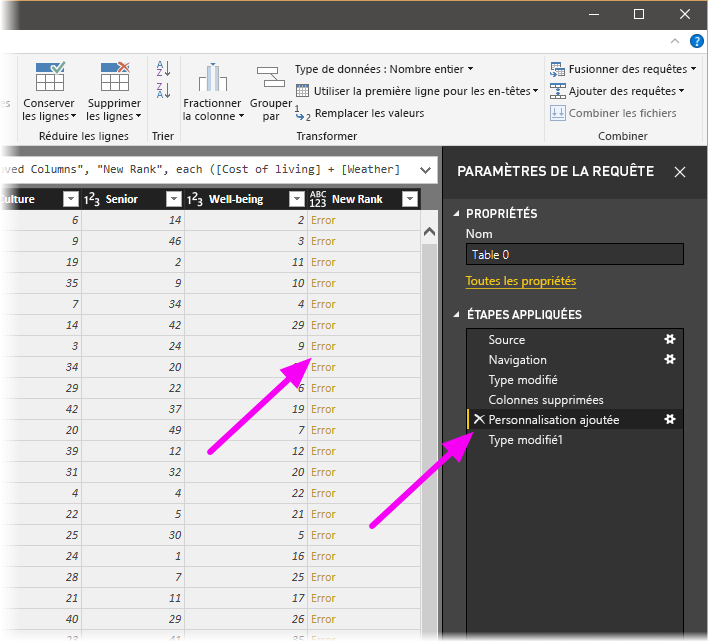 ?
Conserver
les lignes
Supprimer
les lignes
Réduire les lignes
A
Z
Z
A
Trier
Fractionner
la colonne
Grouper
par
Type de données : Nombre entier
Utiliser la première ligne pour les en-têtes
1
2
Remplacer les valeurs
Transformer
Fusionner des requêtes
Ajouter des requêtes
Combiner les fichiers
Combiner
ved Columns", "New Rank", each ([Cost of living] + [Weather]
ulture 123 Senior 123 Well-being ABC 123 New Rank
6 14 2 Error
9 46 3 Error
19 2 11 Error
35 9 10 Error
7 34 4 Error
14 42 29 Error
3 24 9 Error
34 20 Error
29 22 6 Error
42 37 19 Error
20 49 7 Error
39 12 12 Error
31 32 20 Error
4 4 22 Error
22 5 21 Error
25 30 5 Error
24 1 16 Error
28 7 25 Error
21 11 17 Error
40 29 26 Error
PARAMÈTRES DE LA REQUÊTE
PROPRIÉTÉS
Nom
Table 0
Toutes les propriétés
ÉTAPES APPLIQUÉES
Source
Navigation
Type modifié
Colonnes supprimées
Personnalisation ajoutée
Type modifié1